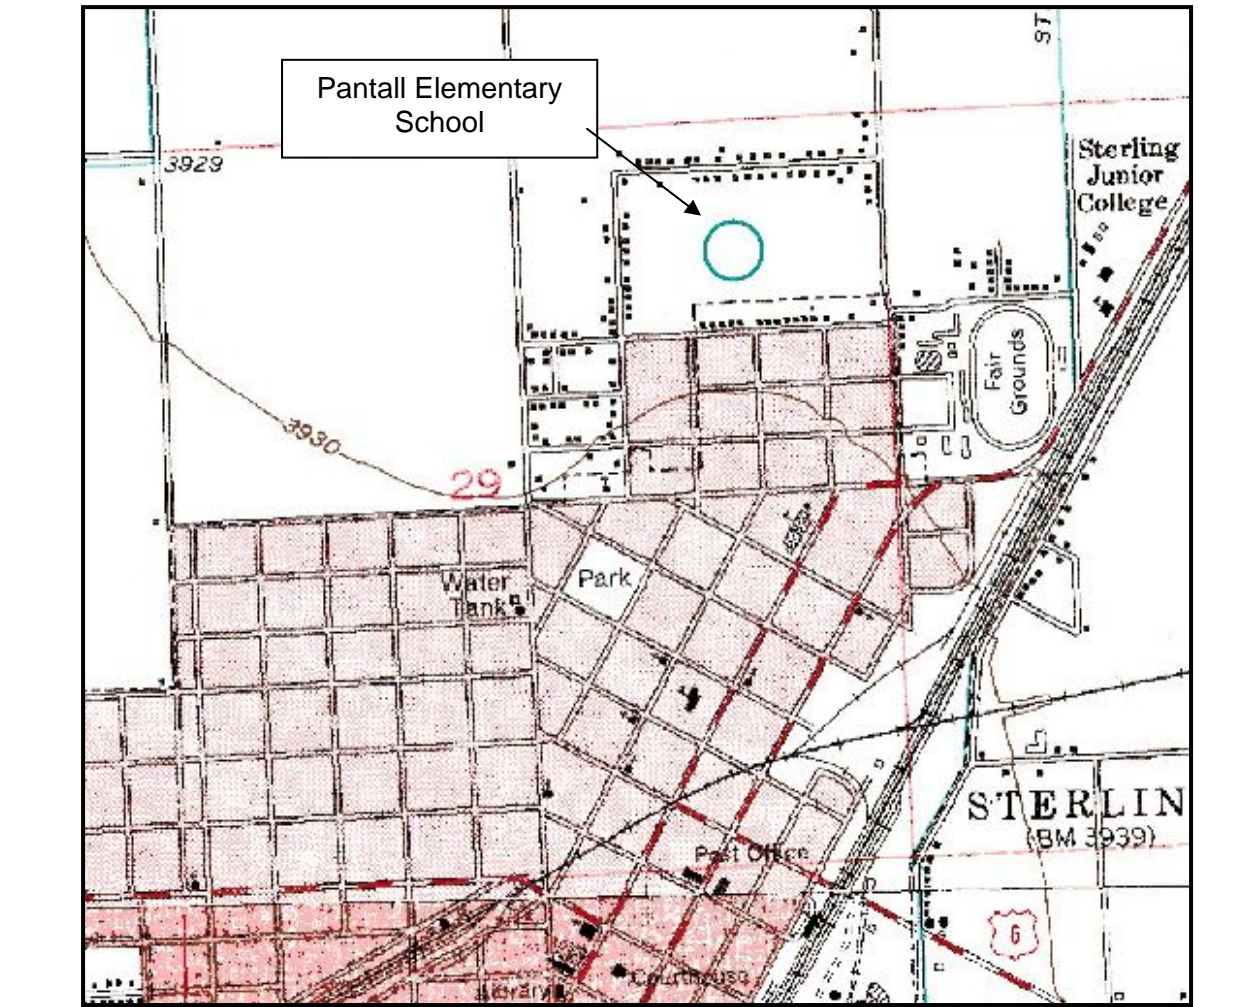 ST
Pantall Elementary
School
3929
Sterling
Junior
College
Fair
Grounds
3930
29
Water
Tank
Park
STERLIN
(BM 3939)
Post Office
6
Courthouse
Library